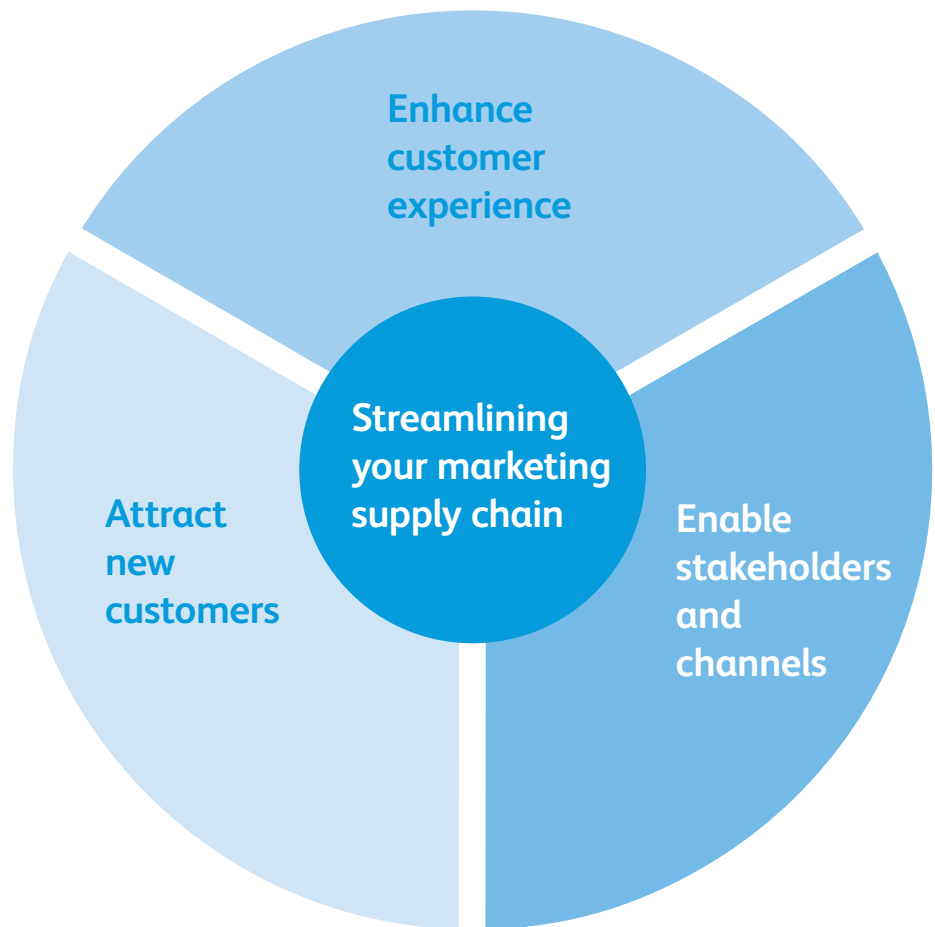 Enhance
customer
experience
Streamlining
your marketing
supply chain
Attract
new
customers
Enable
stakeholders
and
channels